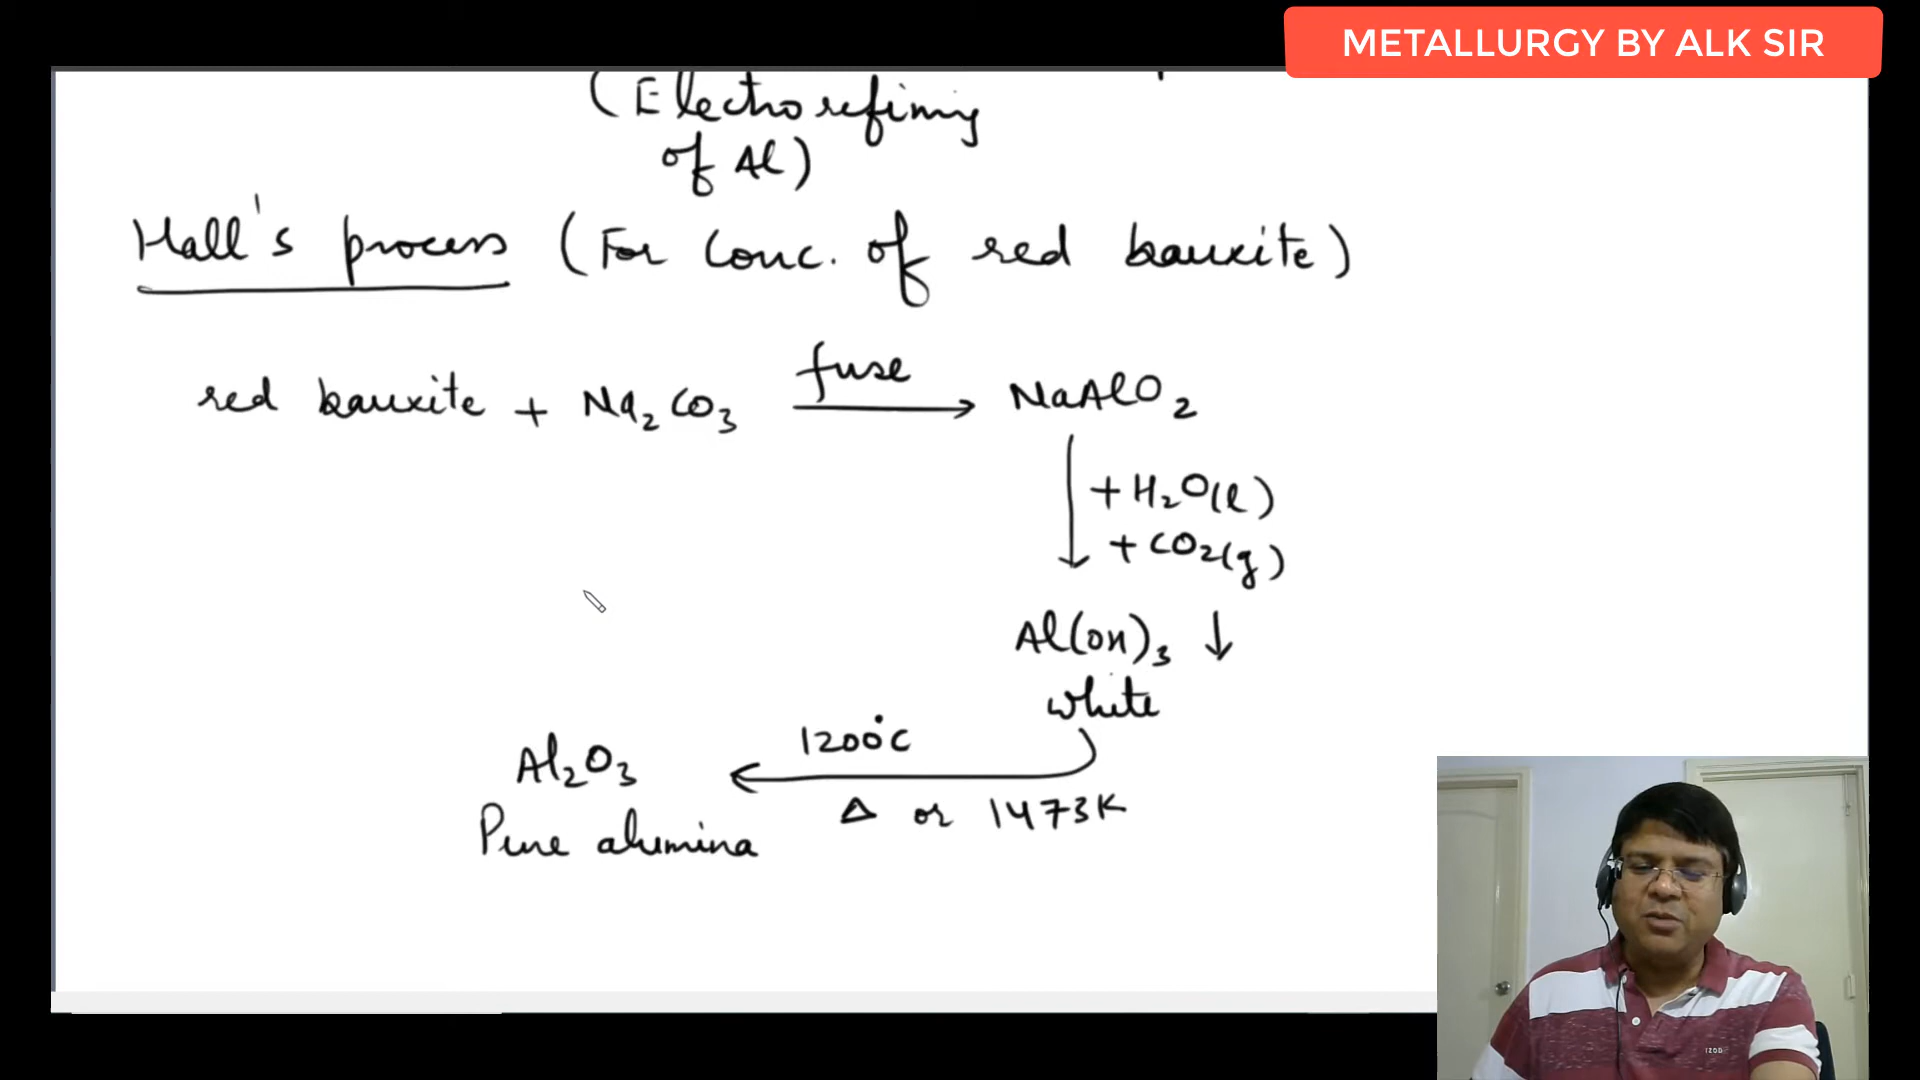 METALLURGY BY ALK SIR
(Electrorefining
of Al)
Hall's process (For Conc. of red bauxite)
red bauxite + Na2CO3 fuse NaAlO2
+ H2O(l)
+ CO2(g)
Al(OH)3 ↓
white
1200°C
Al2O3
Δ or 1473K
Pure alumina